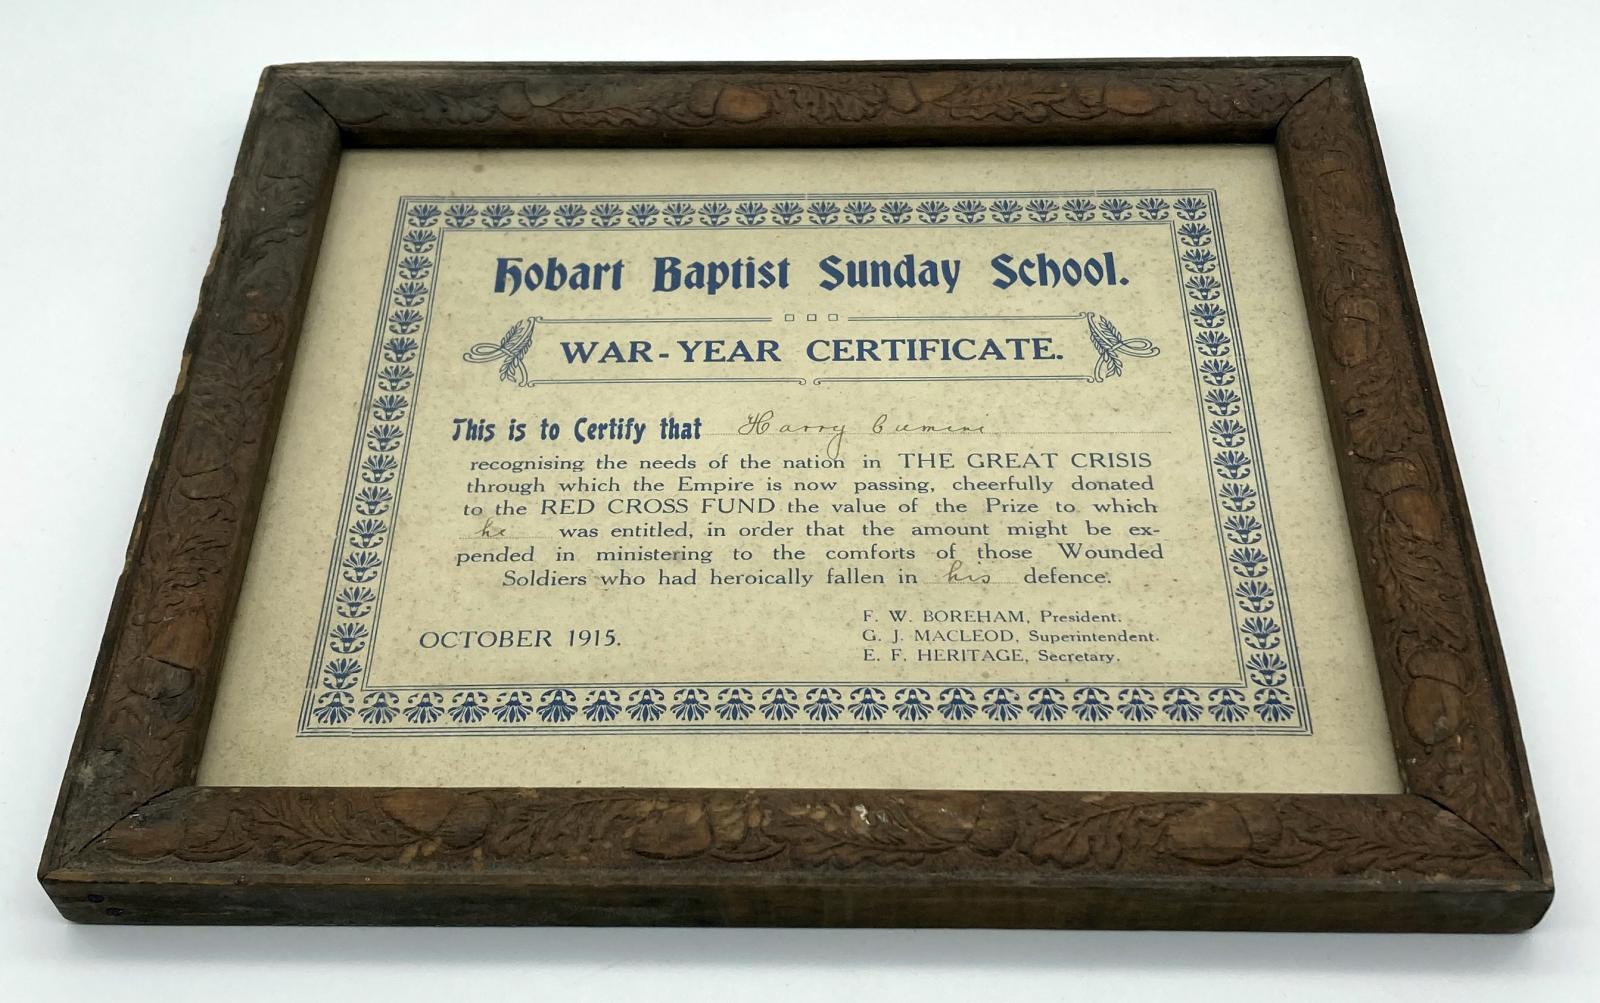 Hobart Baptist Sunday School.
WAR-YEAR CERTIFICATE.
This is to Certify that Harry
recognising the needs of the nation in THE GREAT CRISIS
through which the Empire is now passing, cheerfully donated
to the RED CROSS FUND the value of the Prize to which
he was entitled, in order that the amount might be ex-
pended in ministering to the comforts of those Wounded
Soldiers who had heroically fallen in his defence.
F. W. BOREHAM, President.
OCTOBER 1915.
G. J. MACLEOD, Superintendent.
E. F. HERITAGE, Secretary.